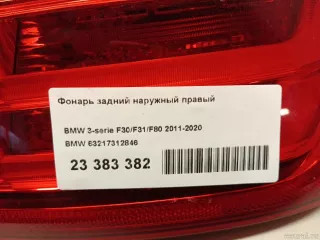 Фонарь задний наружный правый
BMW 3-serie F30/F31/F80 2011-2020
BMW 63217312846
23 383 382